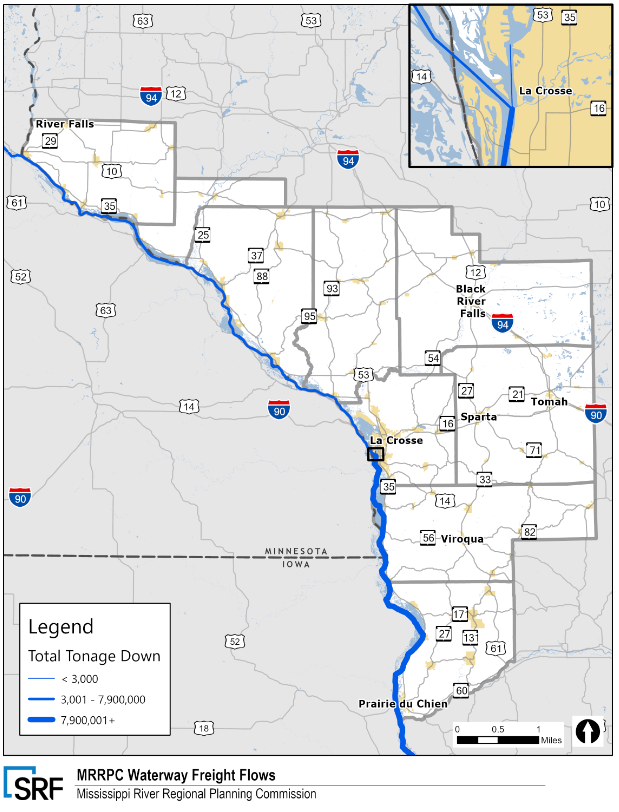 63
53
53
35
14
La Crosse
16
94
12
River Falls
29
94
10
61
35
10
25
52
37
12
88
93
Black
River
Falls
63
95
94
54
53
27
21
Tomah
14
90
90
16
Sparta
La Crosse
71
90
35
33
14
82
56
Viroqua
MINNESOTA
IOWA
17
27
131
61
52
60
Prairie du Chien
18
Legend
Total Tonnage Down
< 3,000
3,001 - 7,900,000
7,900,001+
0 0.5 1
Miles
SRF
MRRPC Waterway Freight Flows
Mississippi River Regional Planning Commission